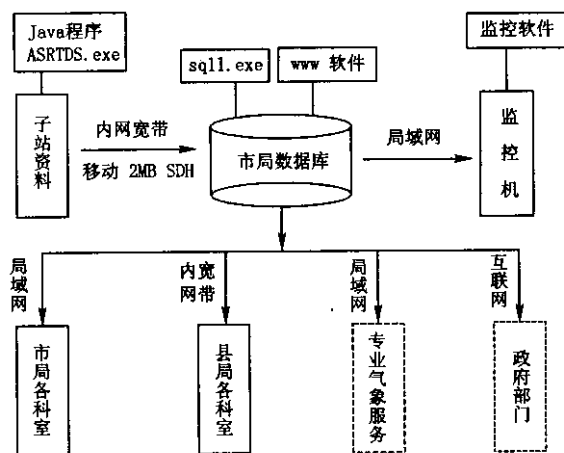 Java程序
ASRTDS.exe
sql1.exe
www 软件
监控软件
子站资料
内网宽带
移动 2MB SDH
市局数据库
局域网
监控机
局域网
内网宽带
局域网
互联网
市局各科室
县局各科室
专业气象服务
政府部门